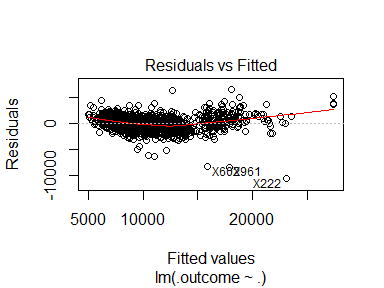 Residuals vs Fitted
Residuals
0
-10000
X222
5000
10000
20000
Fitted values
lm(.outcome ~ .)